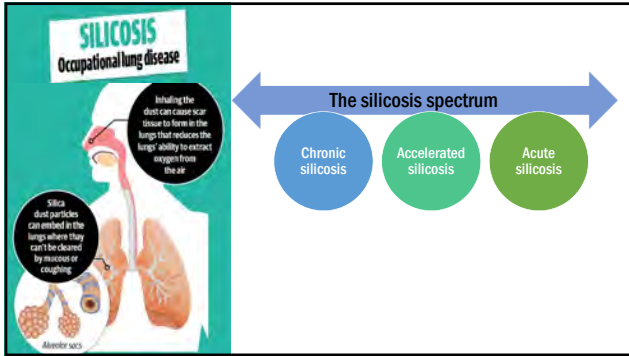 SILICOSIS
Occupational lung disease
Inhaling the
dust can cause scar
tissue to form in the
lungs that reduces the
lungs' ability to extract
oxygen from
the air
Silica
dust particles
can embed in the
lungs where they
can't be cleared
by mucous or
coughing
Alveolor sacs
The silicosis spectrum
Chronic
silicosis
Accelerated
silicosis
Acute
silicosis